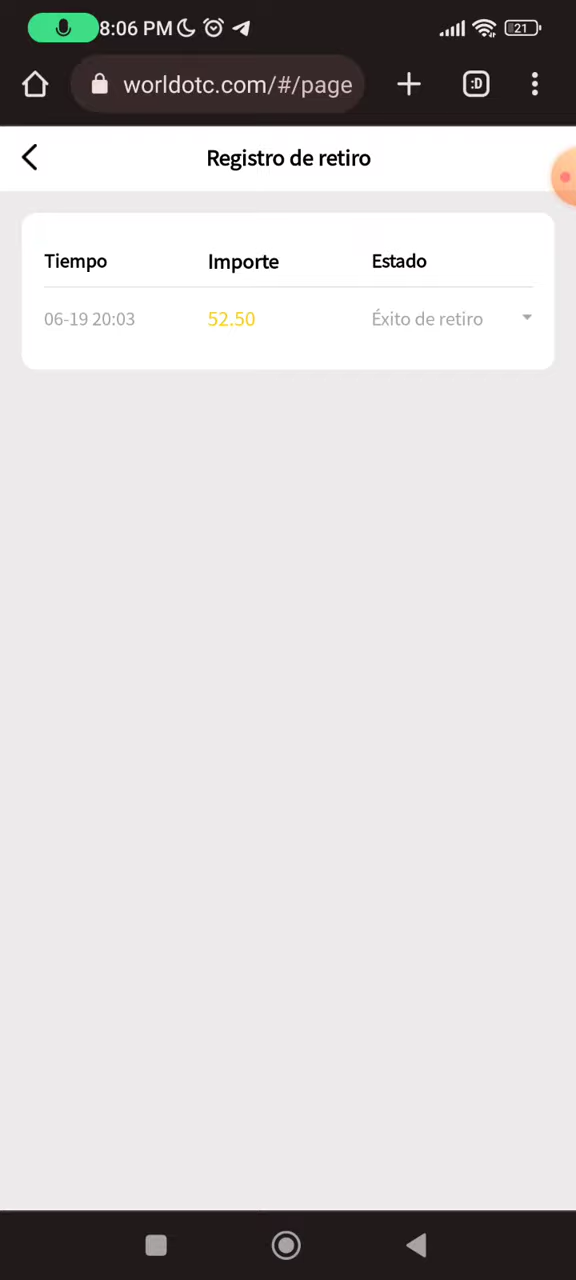 8:06 PM
21
worldotc.com/#/page
:D
Registro de retiro
Tiempo Importe Estado
06-19 20:03 52.50 Éxito de retiro